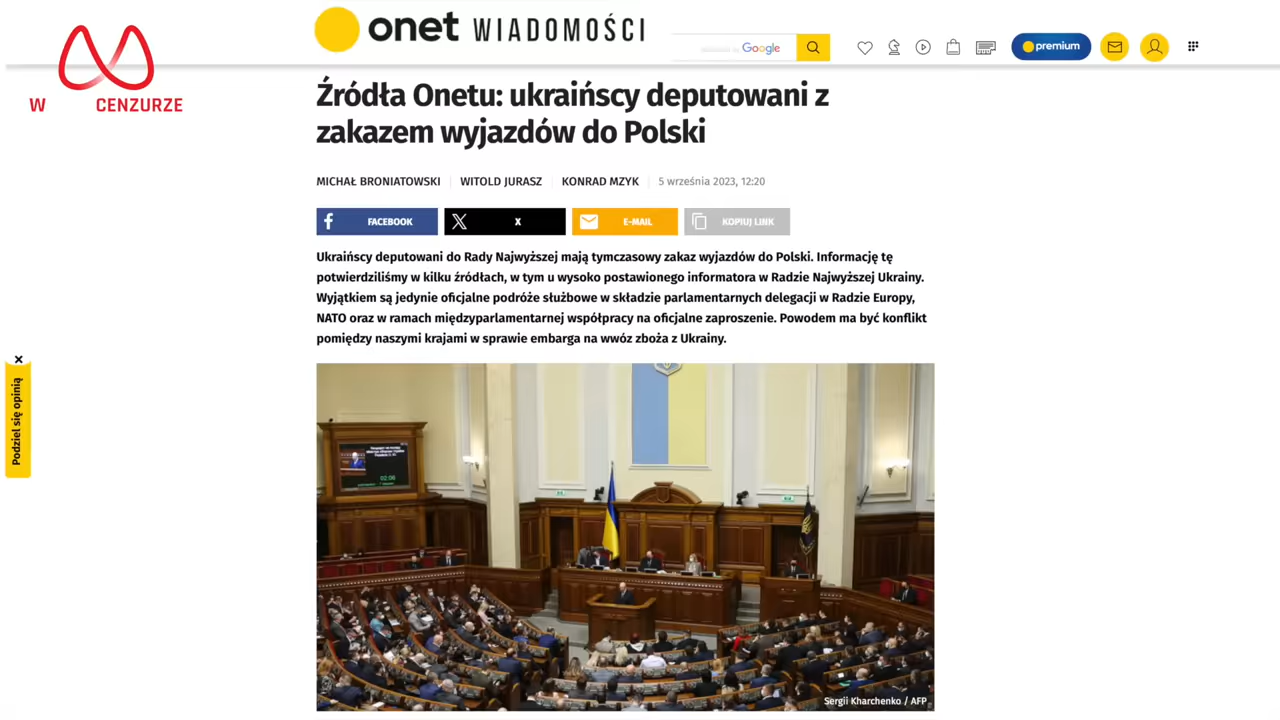 onet WIADOMOŚCI
Google
premium
W CENZURZE
Źródła Onetu: ukraińscy deputowani z
zakazem wyjazdów do Polski
MICHAŁ BRONIATOWSKI WITOLD JURASZ KONRAD MZYK 5 września 2023, 12:20
FACEBOOK X E-MAIL KOPIUJ LINK
Ukraińscy deputowani do Rady Najwyższej mają tymczasowy zakaz wyjazdów do Polski. Informację tę
potwierdziliśmy w kilku źródłach, w tym u wysoko postawionego informatora w Radzie Najwyższej Ukrainy.
Wyjątkiem są jedynie oficjalne podróże służbowe w składzie parlamentarnych delegacji w Radzie Europy,
NATO oraz w ramach międzyparlamentarnej współpracy na oficjalne zaproszenie. Powodem ma być konflikt
pomiędzy naszymi krajami w sprawie embarga na wwóz zboża z Ukrainy.
Podziel się opinią
02:06
Sergii Kharchenko / AFP